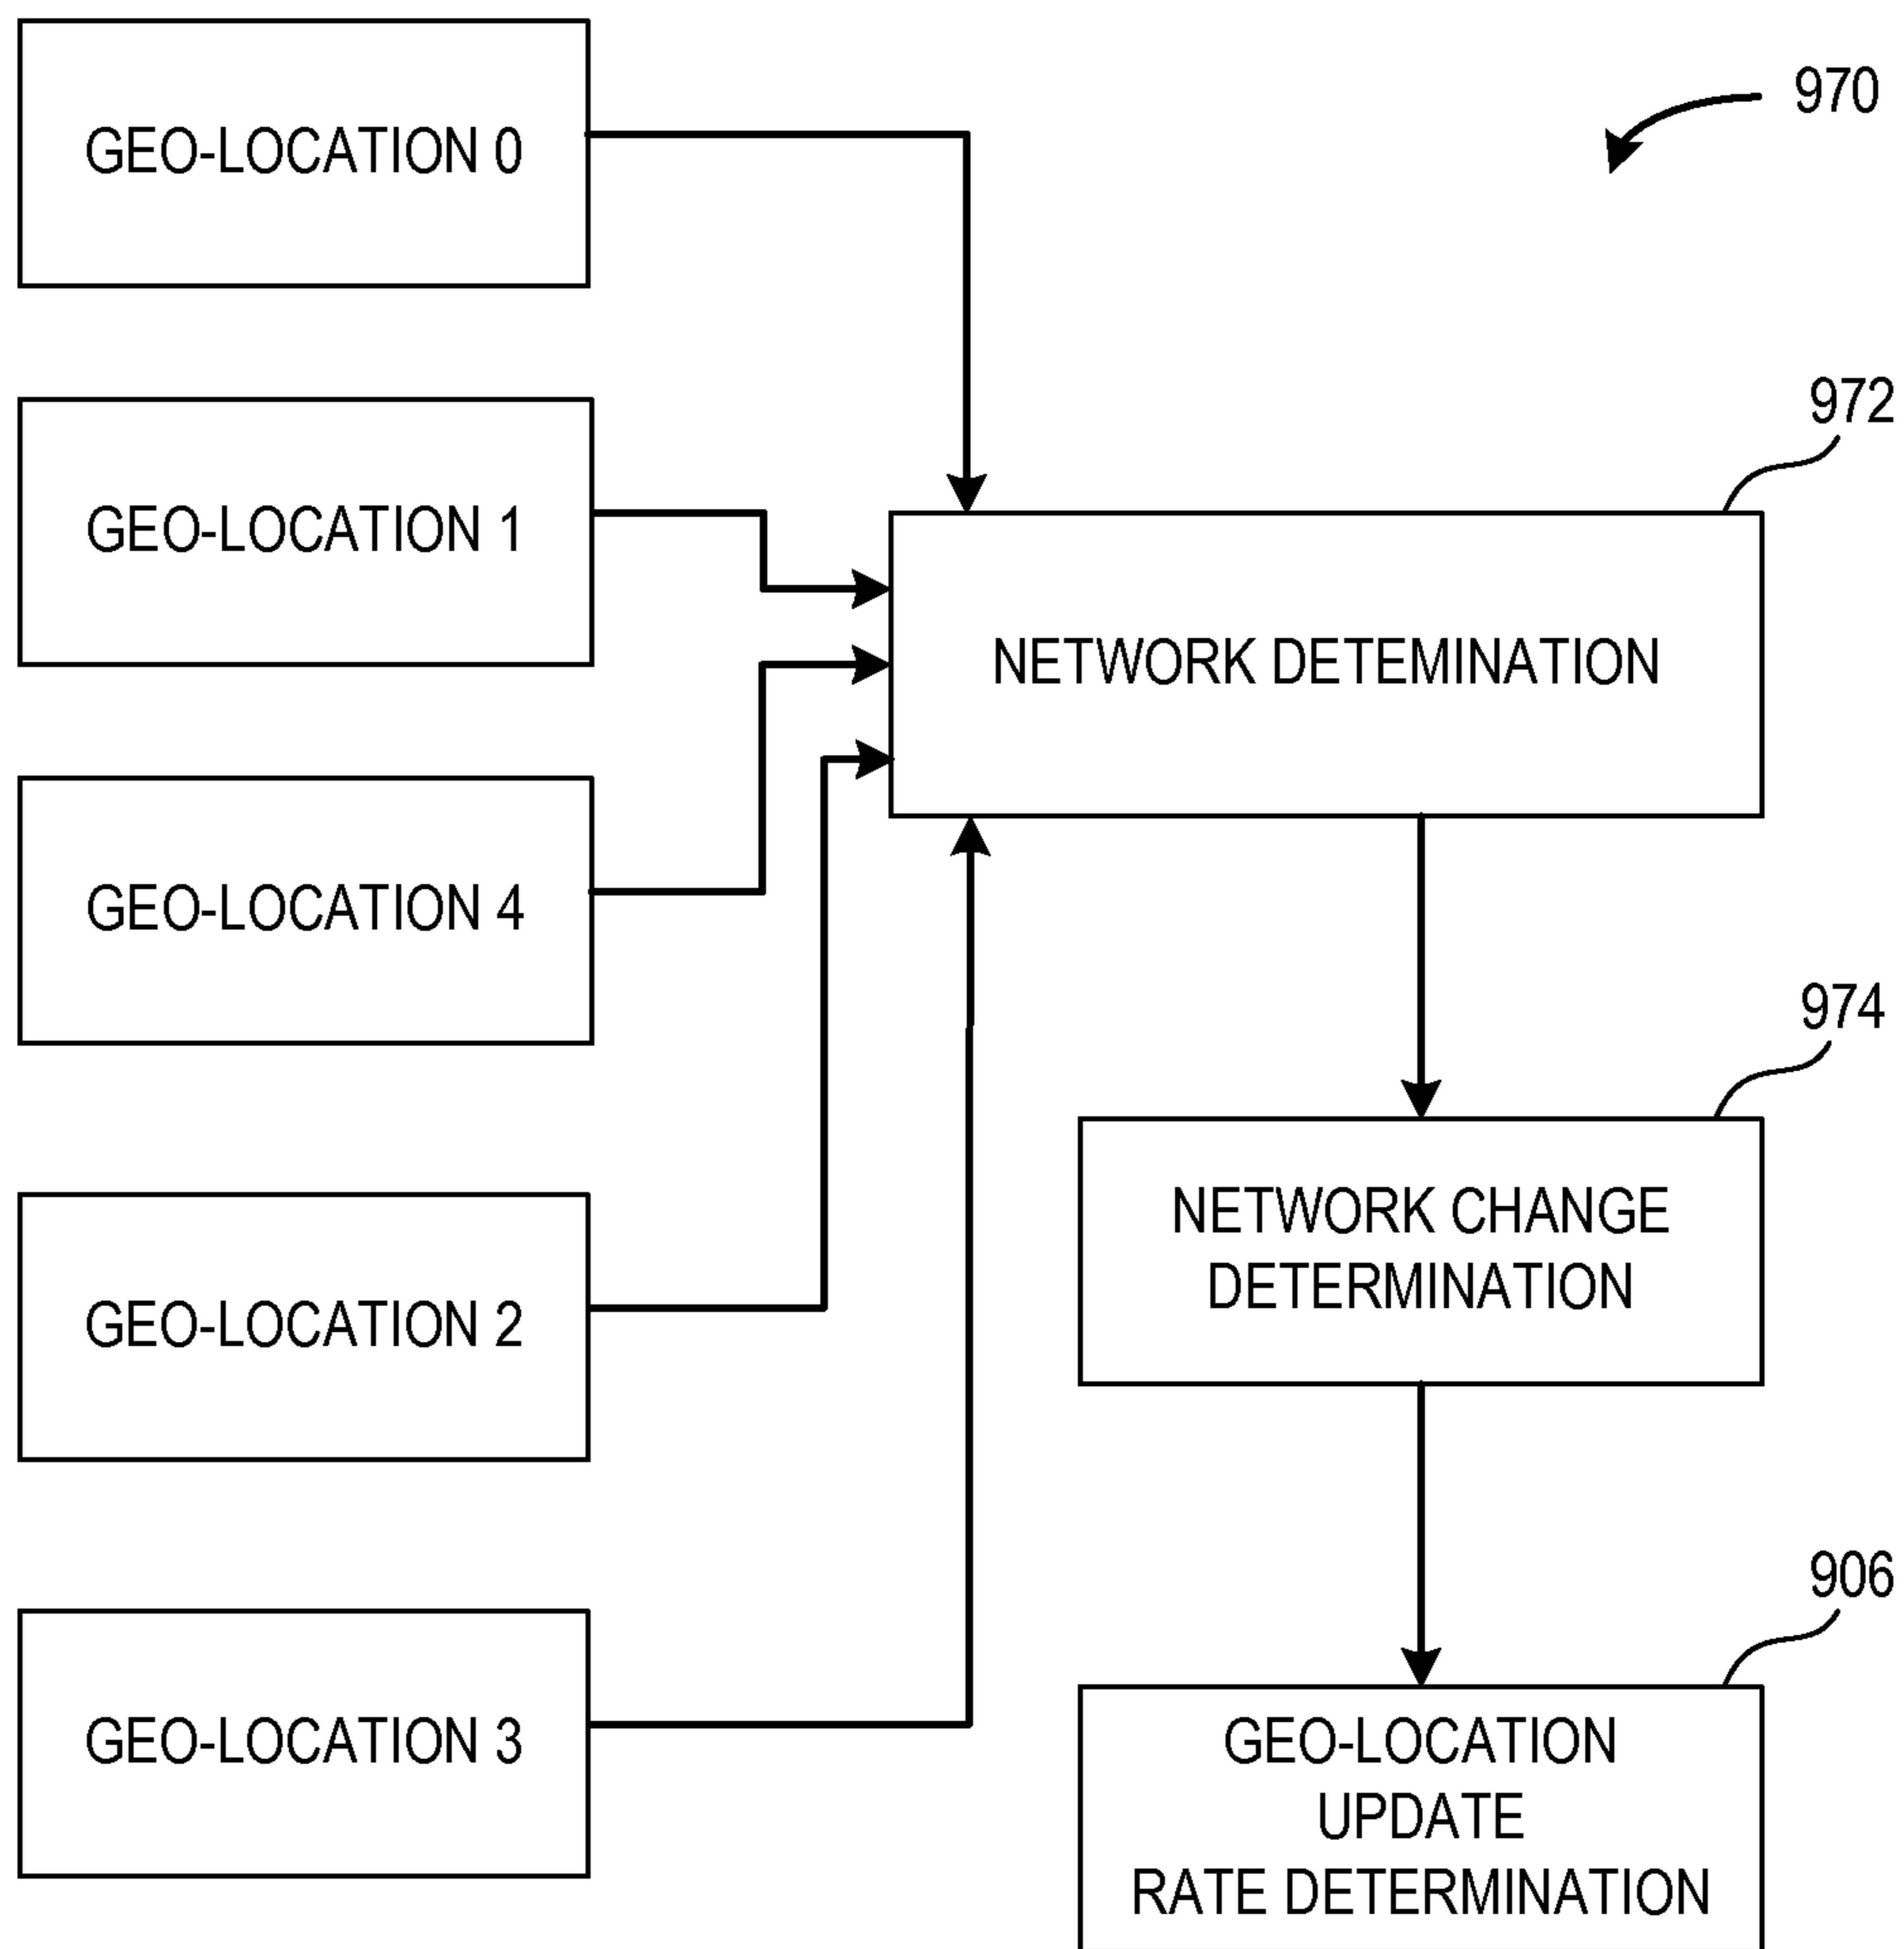 GEO-LOCATION 0
970
GEO-LOCATION 1
972
NETWORK DETEMINATION
GEO-LOCATION 4
974
NETWORK CHANGE
DETERMINATION
GEO-LOCATION 2
906
GEO-LOCATION 3
GEO-LOCATION
UPDATE
RATE DETERMINATION